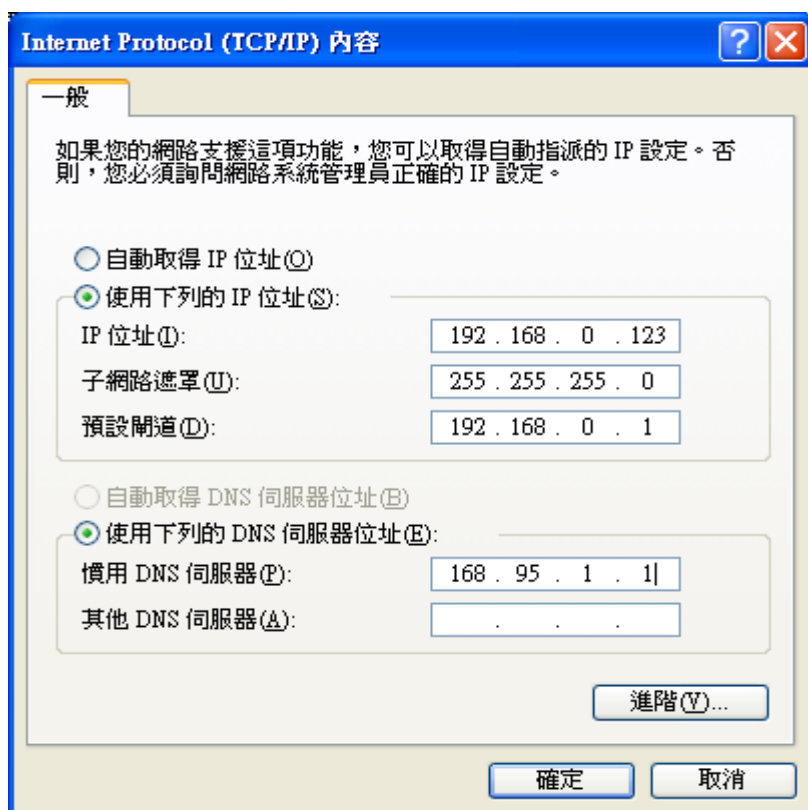 Internet Protocol (TCP/IP) 內容
一般
如果您的網路支援這項功能，您可以取得自動指派的 IP 設定。否
則，您必須詢問網路系統管理員正確的 IP 設定。
自動取得 IP 位址(O)
使用下列的 IP 位址(S):
IP 位址(I): 192 . 168 . 0 . 123
子網路遮罩(U): 255 . 255 . 255 . 0
預設閘道(D): 192 . 168 . 0 . 1
自動取得 DNS 伺服器位址(B)
使用下列的 DNS 伺服器位址(E):
慣用 DNS 伺服器(P): 168 . 95 . 1 . 1
其他 DNS 伺服器(A): . . .
進階(V)...
確定 取消